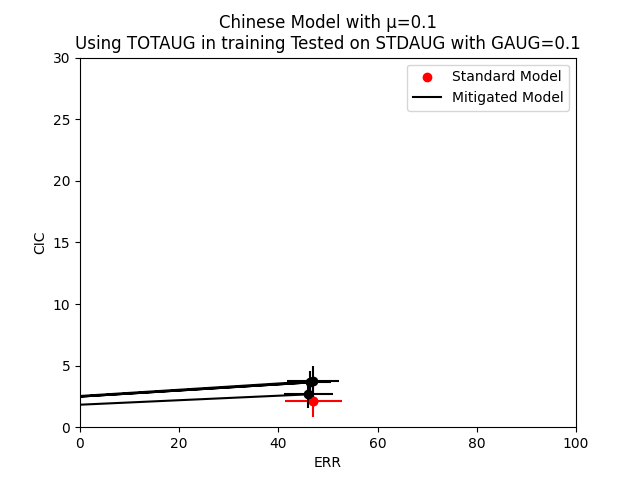 Chinese Model with μ=0.1
Using TOTAUG in training Tested on STDAUG with GAUG=0.1
Standard Model
Mitigated Model
30
25
20
15
10
5
0
CIC
0 20 40 60 80 100
ERR